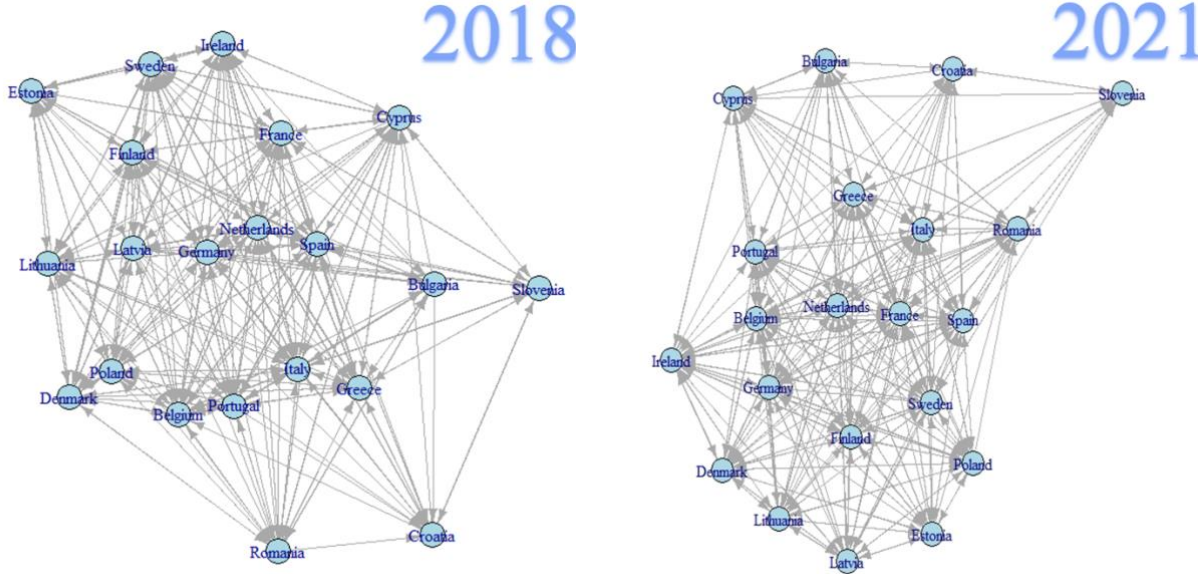 2018
Ireland
Sweden
Estonia
Cyprus
France
Finland
Netherlands
Spain
Latvia
Germany
Lithuania
Bulgaria
Slovenia
Italy
Poland
Greece
Denmark
Portugal
Belgium
Croatia
Romania
2021
Bulgaria
Croatia
Slovenia
Cyprus
Greece
Italy
Romania
Portugal
Netherlands
France
Belgium
Spain
Ireland
Germany
Sweden
Finland
Poland
Denmark
Lithuania
Estonia
Latvia